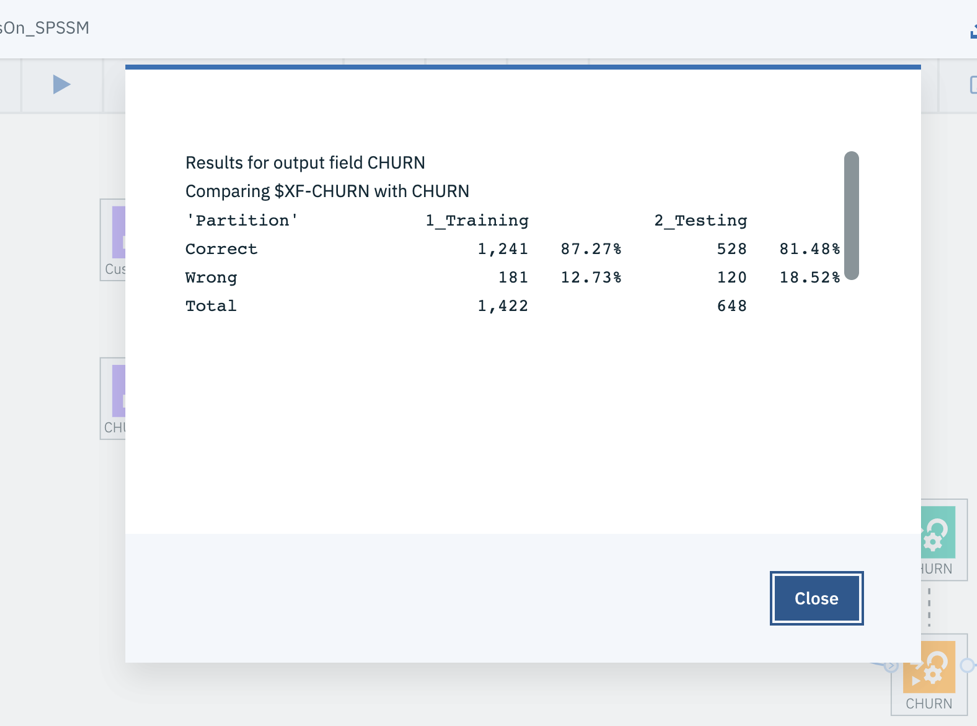 sOn_SPSSM
Results for output field CHURN
Comparing $XF-CHURN with CHURN
'Partition' 1_Training 2_Testing
Correct 1,241 87.27% 528 81.48%
Wrong 181 12.73% 120 18.52%
Total 1,422 648
Cus
CHU
Close
HURN
CHURN